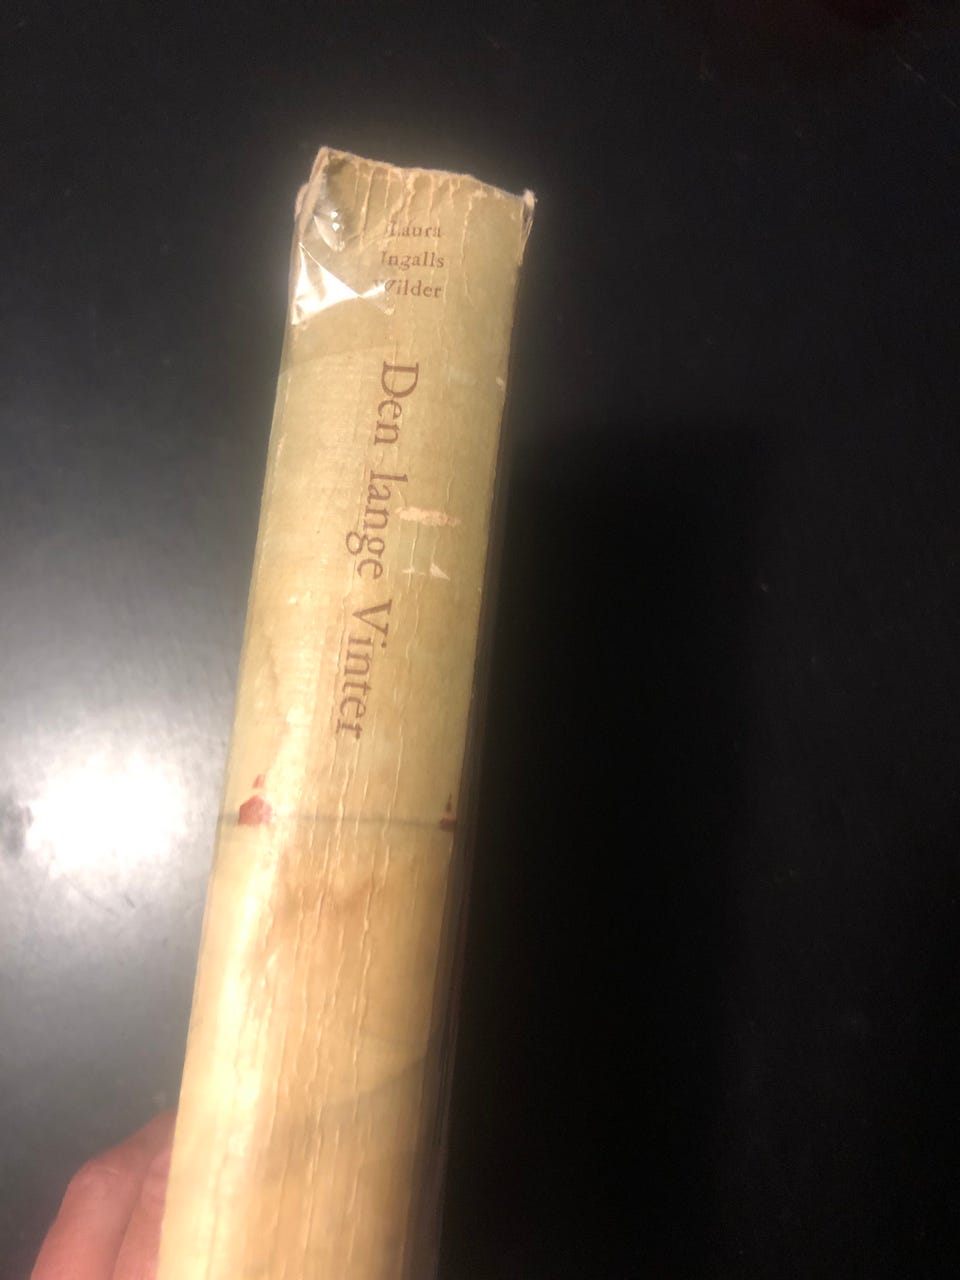 Laura
Ingalls
Wilder
Den lange Vinter